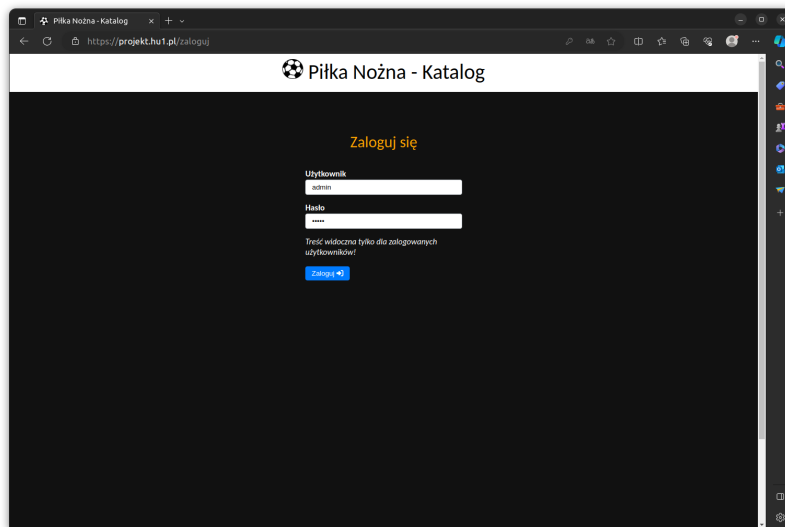 Piłka Nożna - Katalog
https://projekt.hu1.pl/zaloguj
Piłka Nożna - Katalog
Zaloguj się
Użytkownik
admin
Hasło
•••••
Treść widoczna tylko dla zalogowanych
użytkowników!
Zaloguj